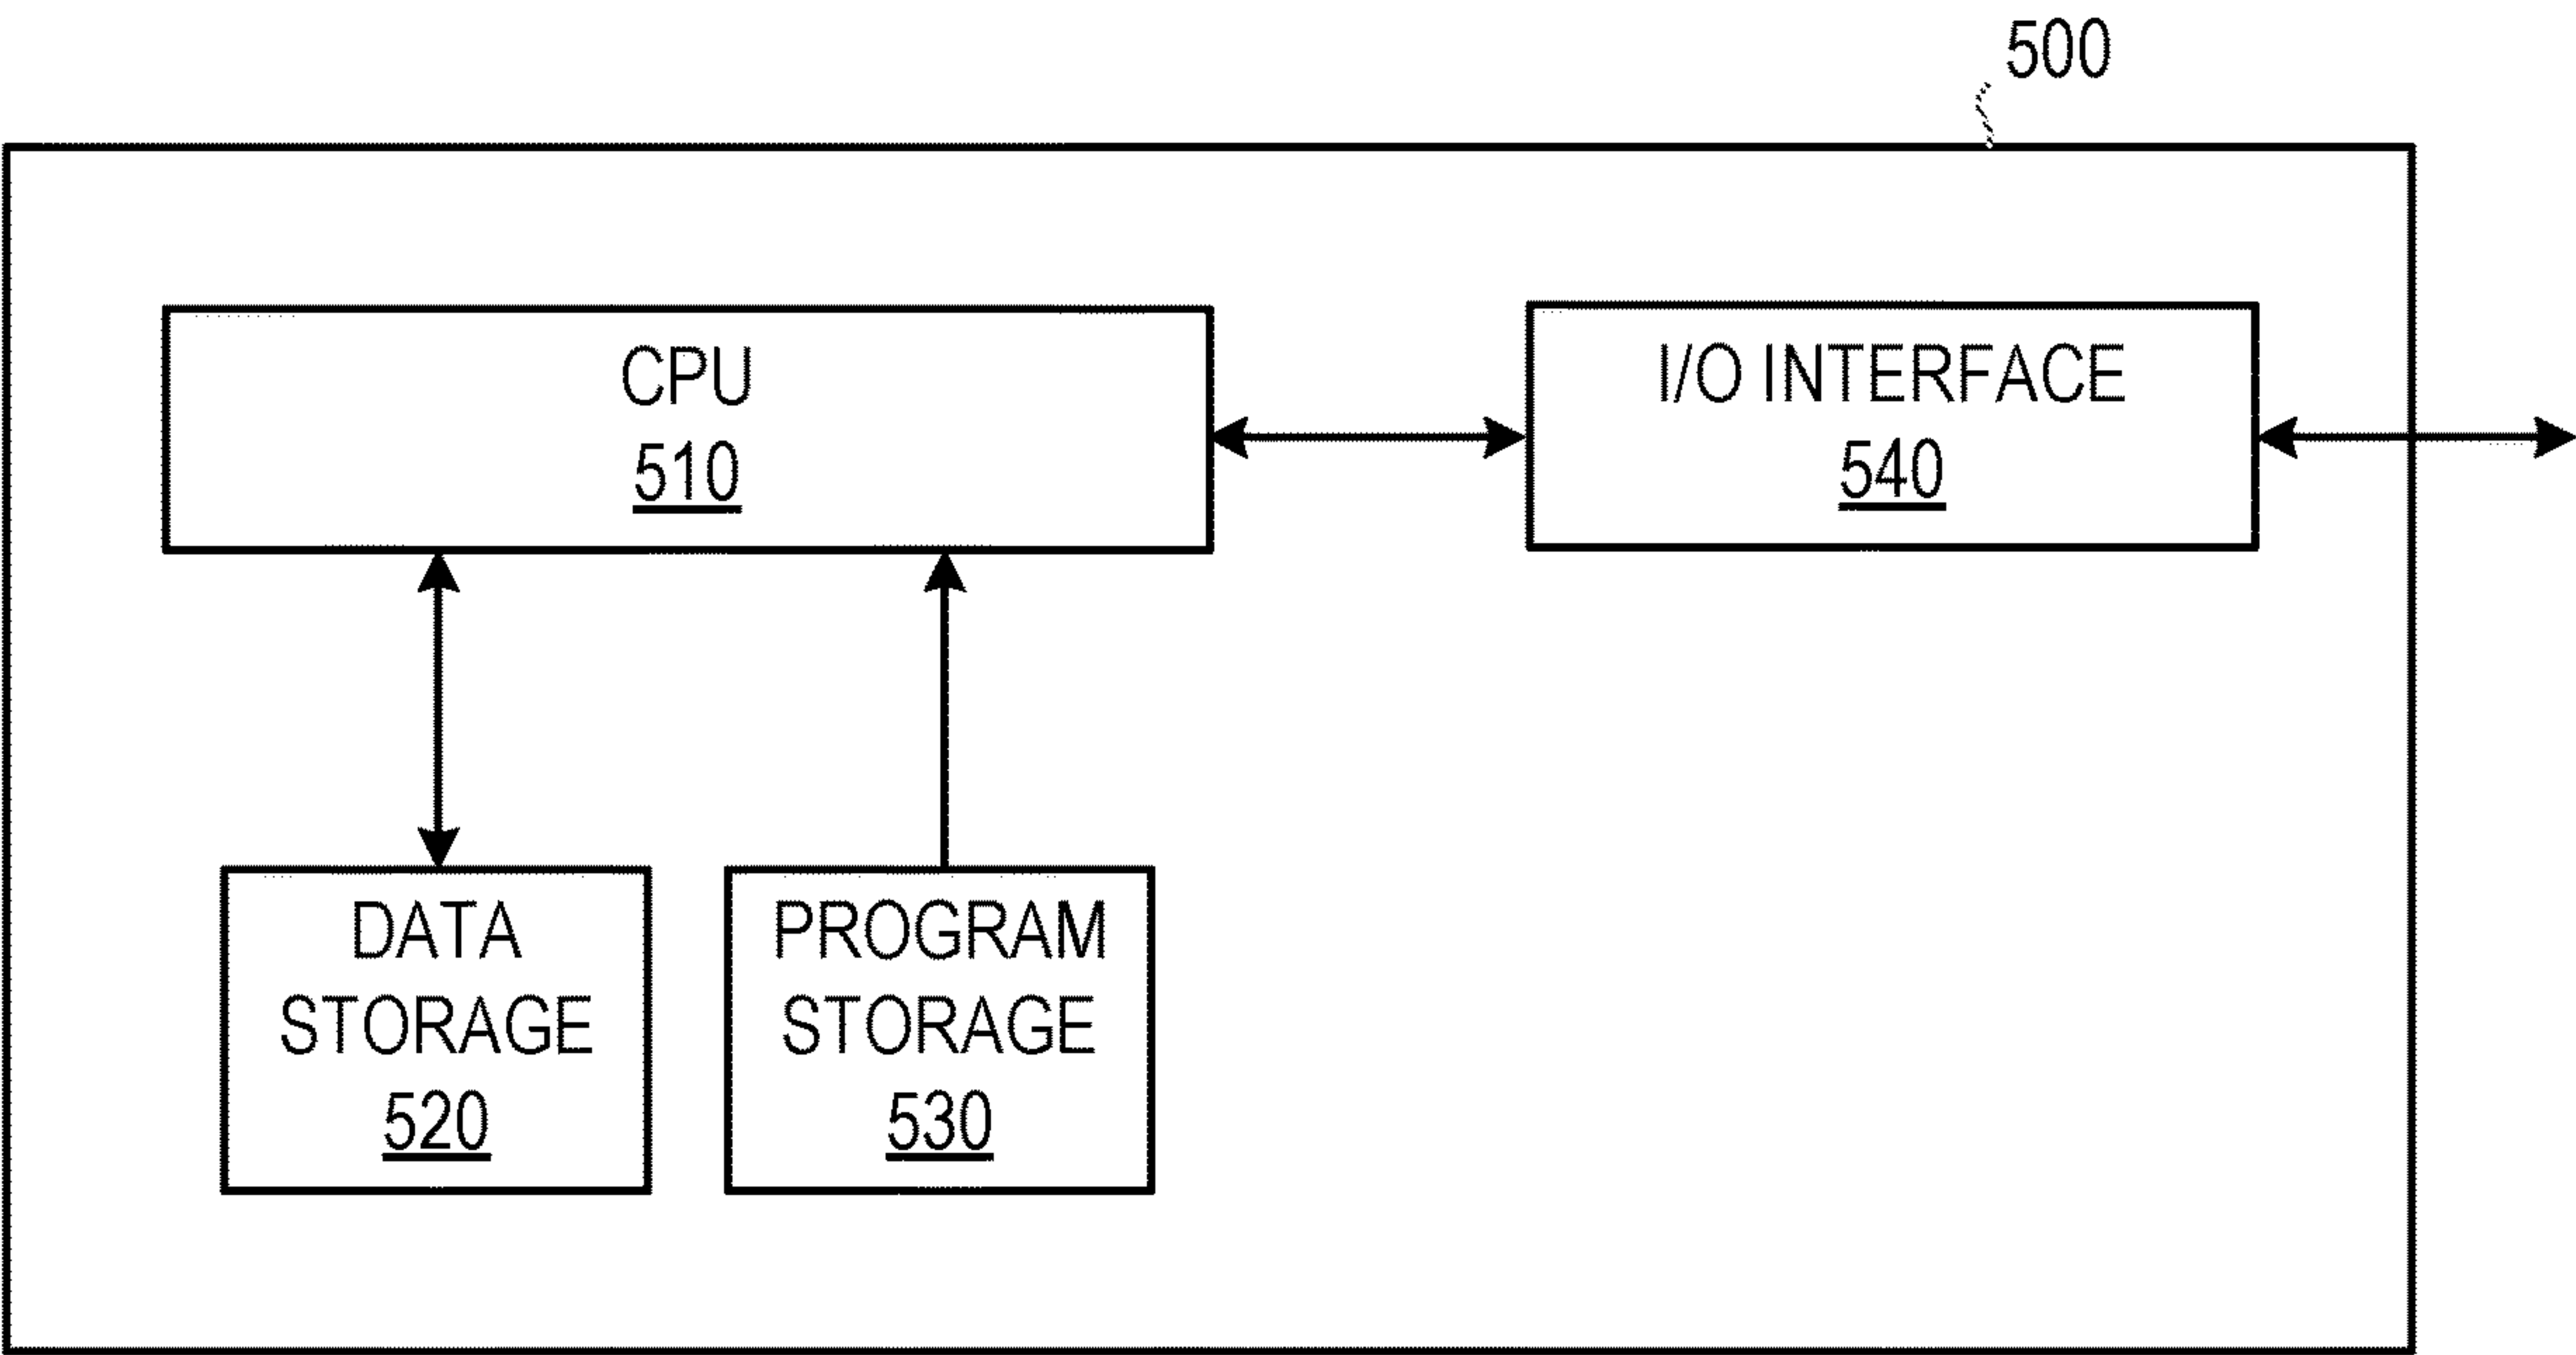 500
CPU
510
I/O INTERFACE
540
DATA
STORAGE
520
PROGRAM
STORAGE
530